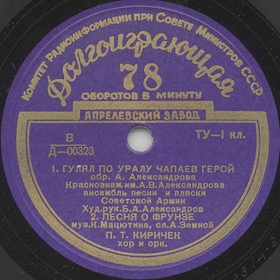 КОМИТЕТ РАДИОИНФОРМАЦИИ ПРИ СОВЕТЕ МИНИСТРОВ СССР
Долгоиграющая
78
ОБОРОТОВ В МИНУТУ
АПРЕЛЕВСКИЙ ЗАВОД
В
Д—00323
ТУ—1 кл.
1. ГУЛЯЛ ПО УРАЛУ ЧАПАЕВ ГЕРОЙ
обр. А. Александрова
Краснознам.им.А.В.Александрова
ансамбль песни и пляски
Советской Армии
Худ.рук.Б.А.Александров
2. ПЕСНЯ О ФРУНЗЕ
муз.К.Мацютина, сл.А.Земной
П. Т. КИРИЧЕК
хор и орк.